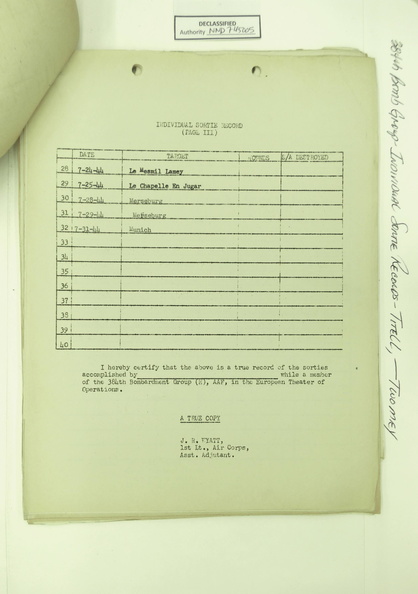 DECLASSIFIED
Authority NND 745005
384th Bomb Group - Individual Sortie Records - Titell, - Twomey
INDIVIDUAL SORTIE RECORD
(PAGE III)
DATE TARGET E/A DESTROYED
28 7-24-44 Le Mesnil Lamey
29 7-25-44 Le Chapelle En Jugar
30 7-28-44 Merseburg
31 7-29-44 Merseburg
32 7-31-44 Munich
33
34
35
36
37
38
39
40
I hereby certify that the above is a true record of the sorties
accomplished by while a member
of the 384th Bombardment Group (H), AAF, in the European Theater of
Operations.
A TRUE COPY
J. R. WYATT,
1st Lt., Air Corps,
Asst. Adjutant.